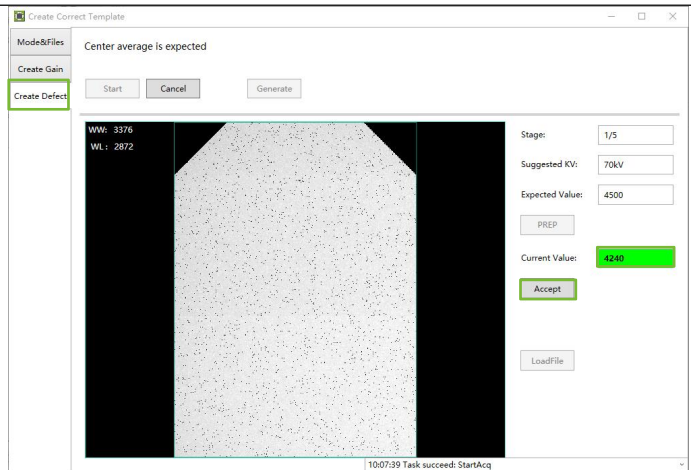 Create Correct Template
Mode&Files
Create Gain
Create Defect
Center average is expected
Start
Cancel
Generate
WW: 3376
WL: 2872
Stage:
1/5
Suggested KV:
70kV
Expected Value:
4500
PREP
Current Value:
4240
Accept
LoadFile
10:07:39 Task succeed: StartAcq